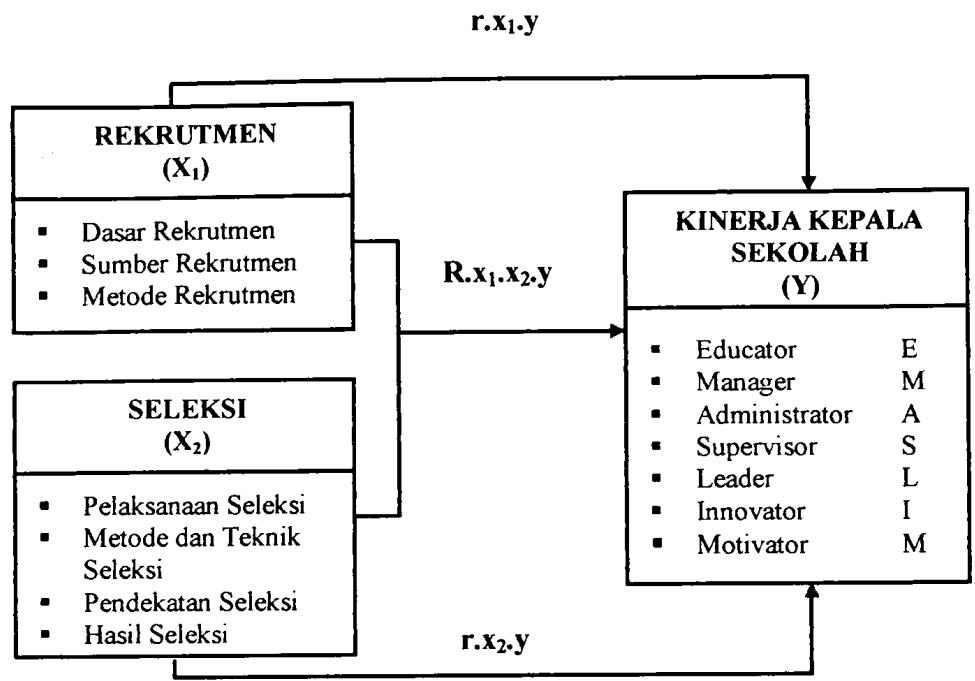 r.x₁.y
REKRUTMEN
(X₁)
▪ Dasar Rekrutmen
▪ Sumber Rekrutmen
▪ Metode Rekrutmen
R.x₁.x₂.y
SELEKSI
(X₂)
▪ Pelaksanaan Seleksi
▪ Metode dan Teknik
Seleksi
▪ Pendekatan Seleksi
▪ Hasil Seleksi
KINERJA KEPALA
SEKOLAH
(Y)
▪ Educator E
▪ Manager M
▪ Administrator A
▪ Supervisor S
▪ Leader L
▪ Innovator I
▪ Motivator M
r.x₂.y